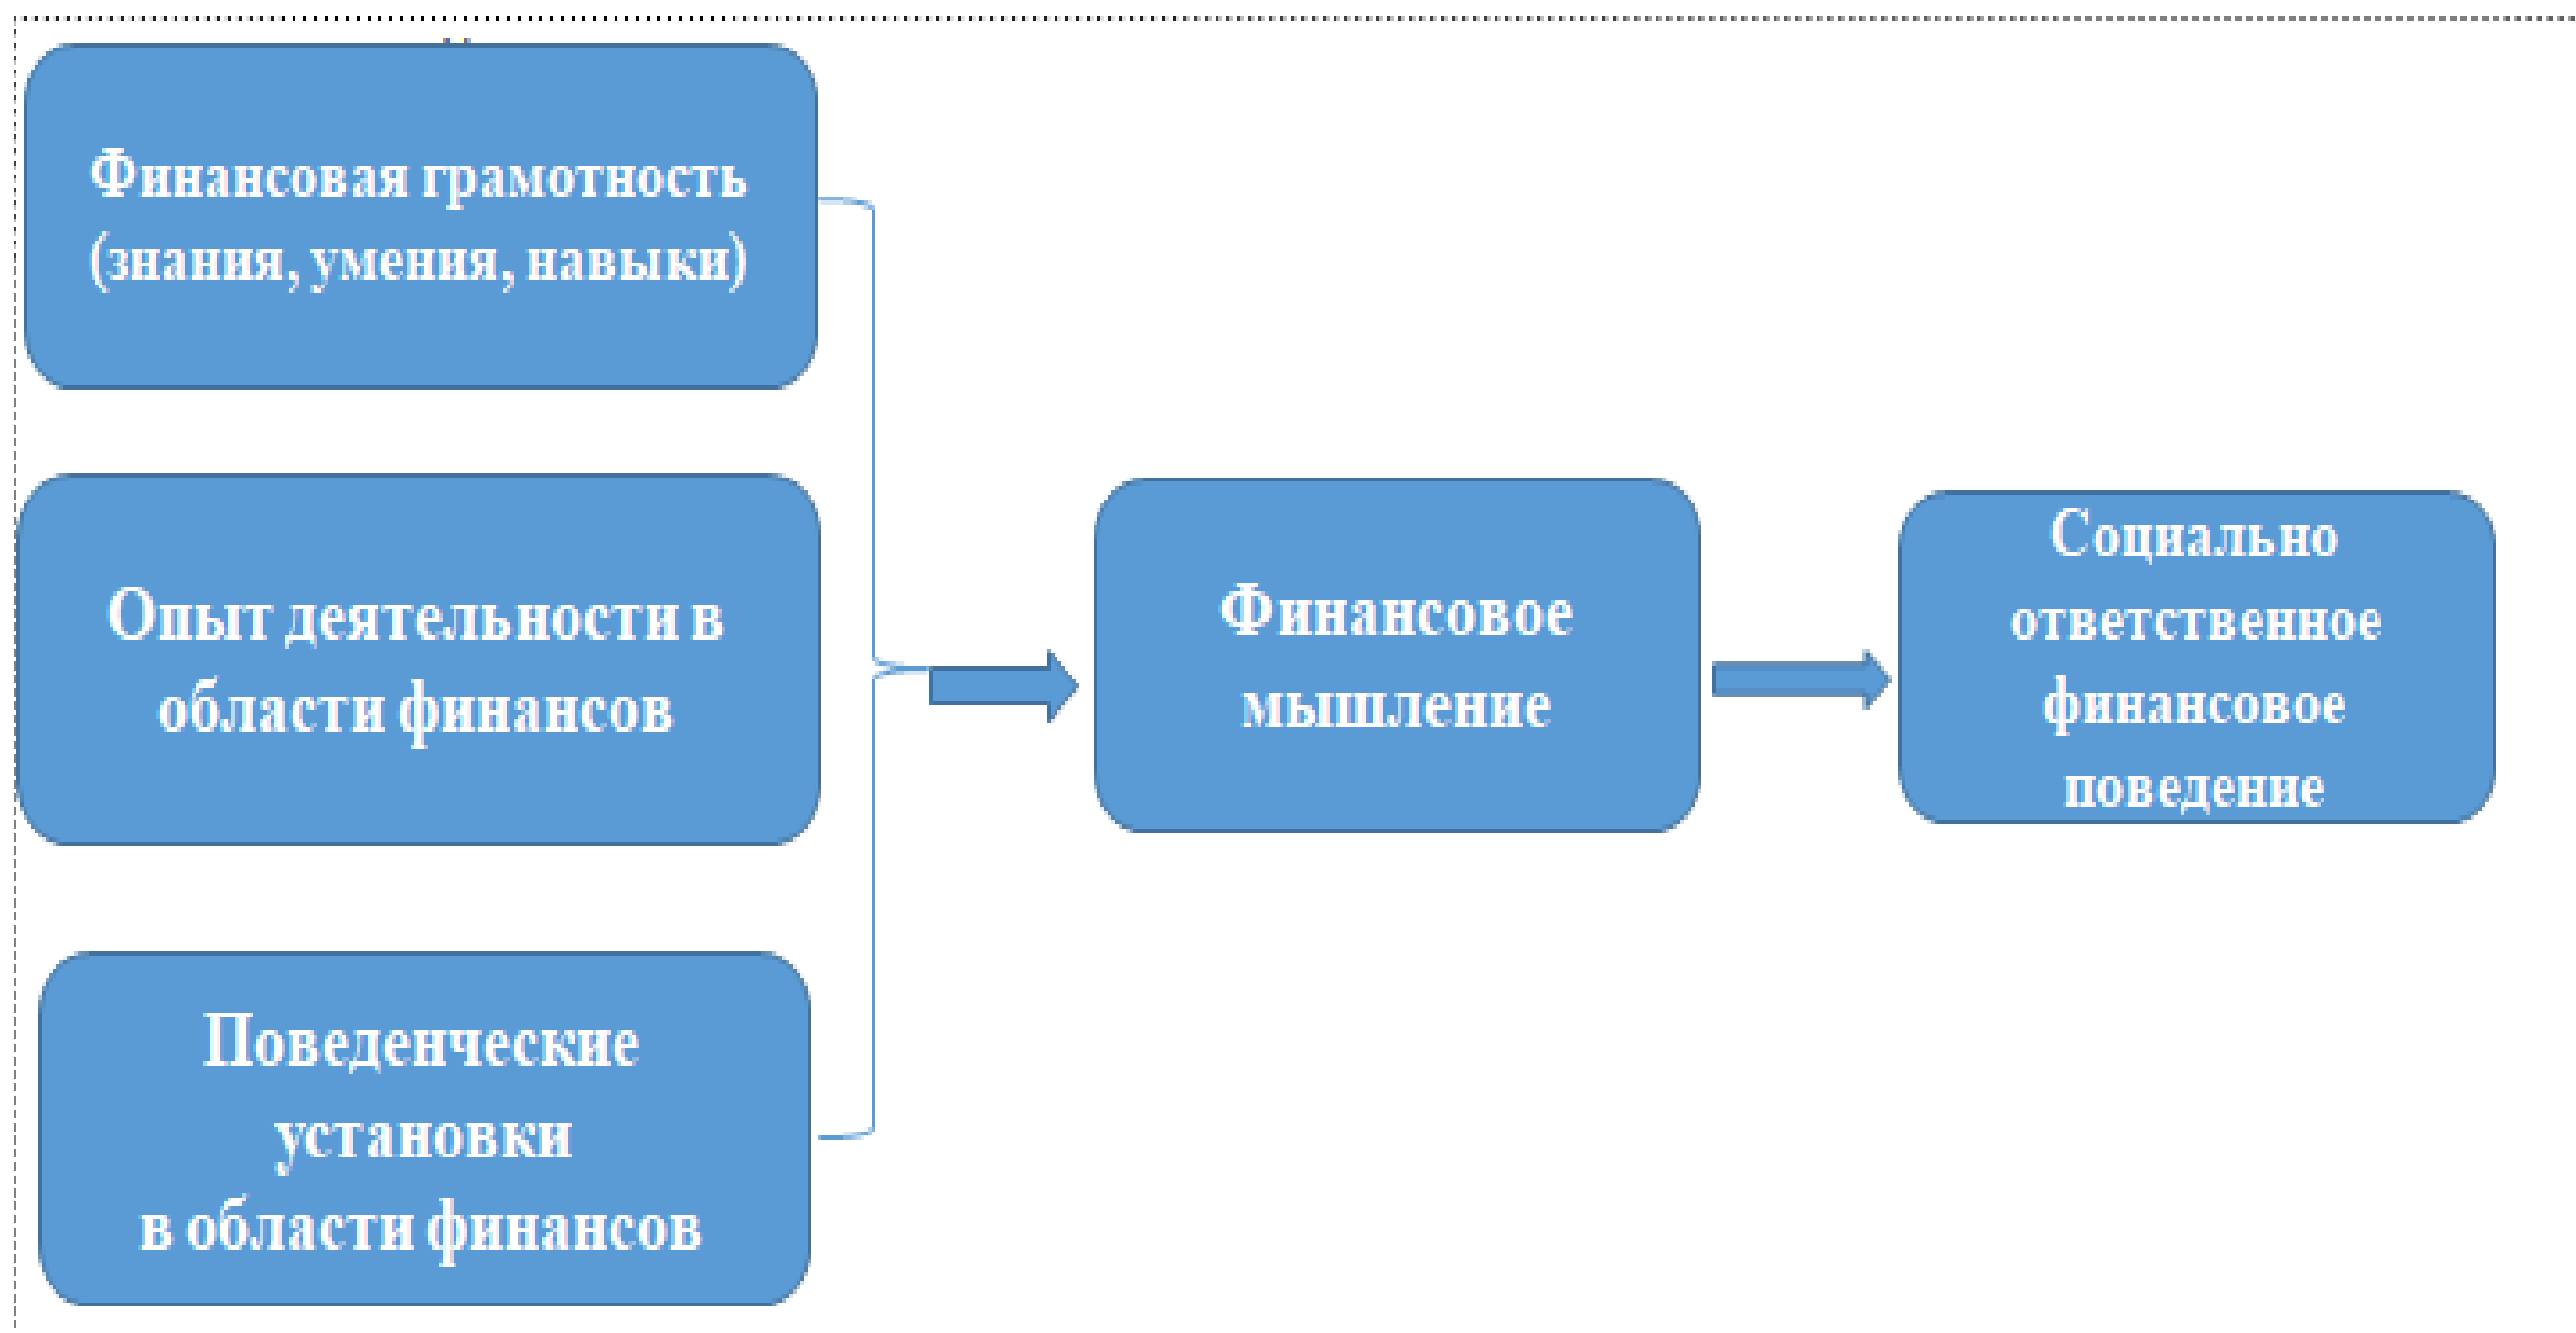 Финансовая грамотность
(знания, умения, навыки)
Опыт деятельности в
области финансов
Поведенческие
установки
в области финансов
Финансовое
мышление
Социально
ответственное
финансовое
поведение